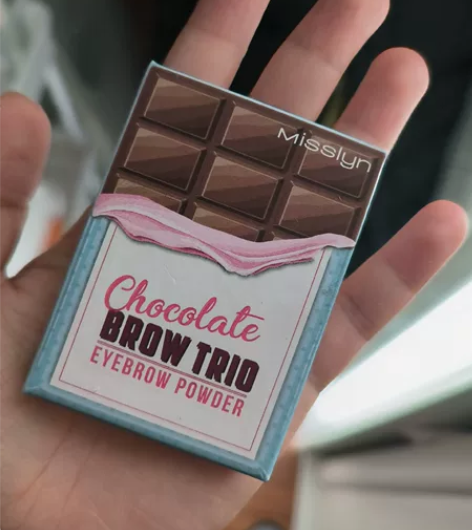 Misslyn
Chocolate
BROW TRIO
EYEBROW POWDER